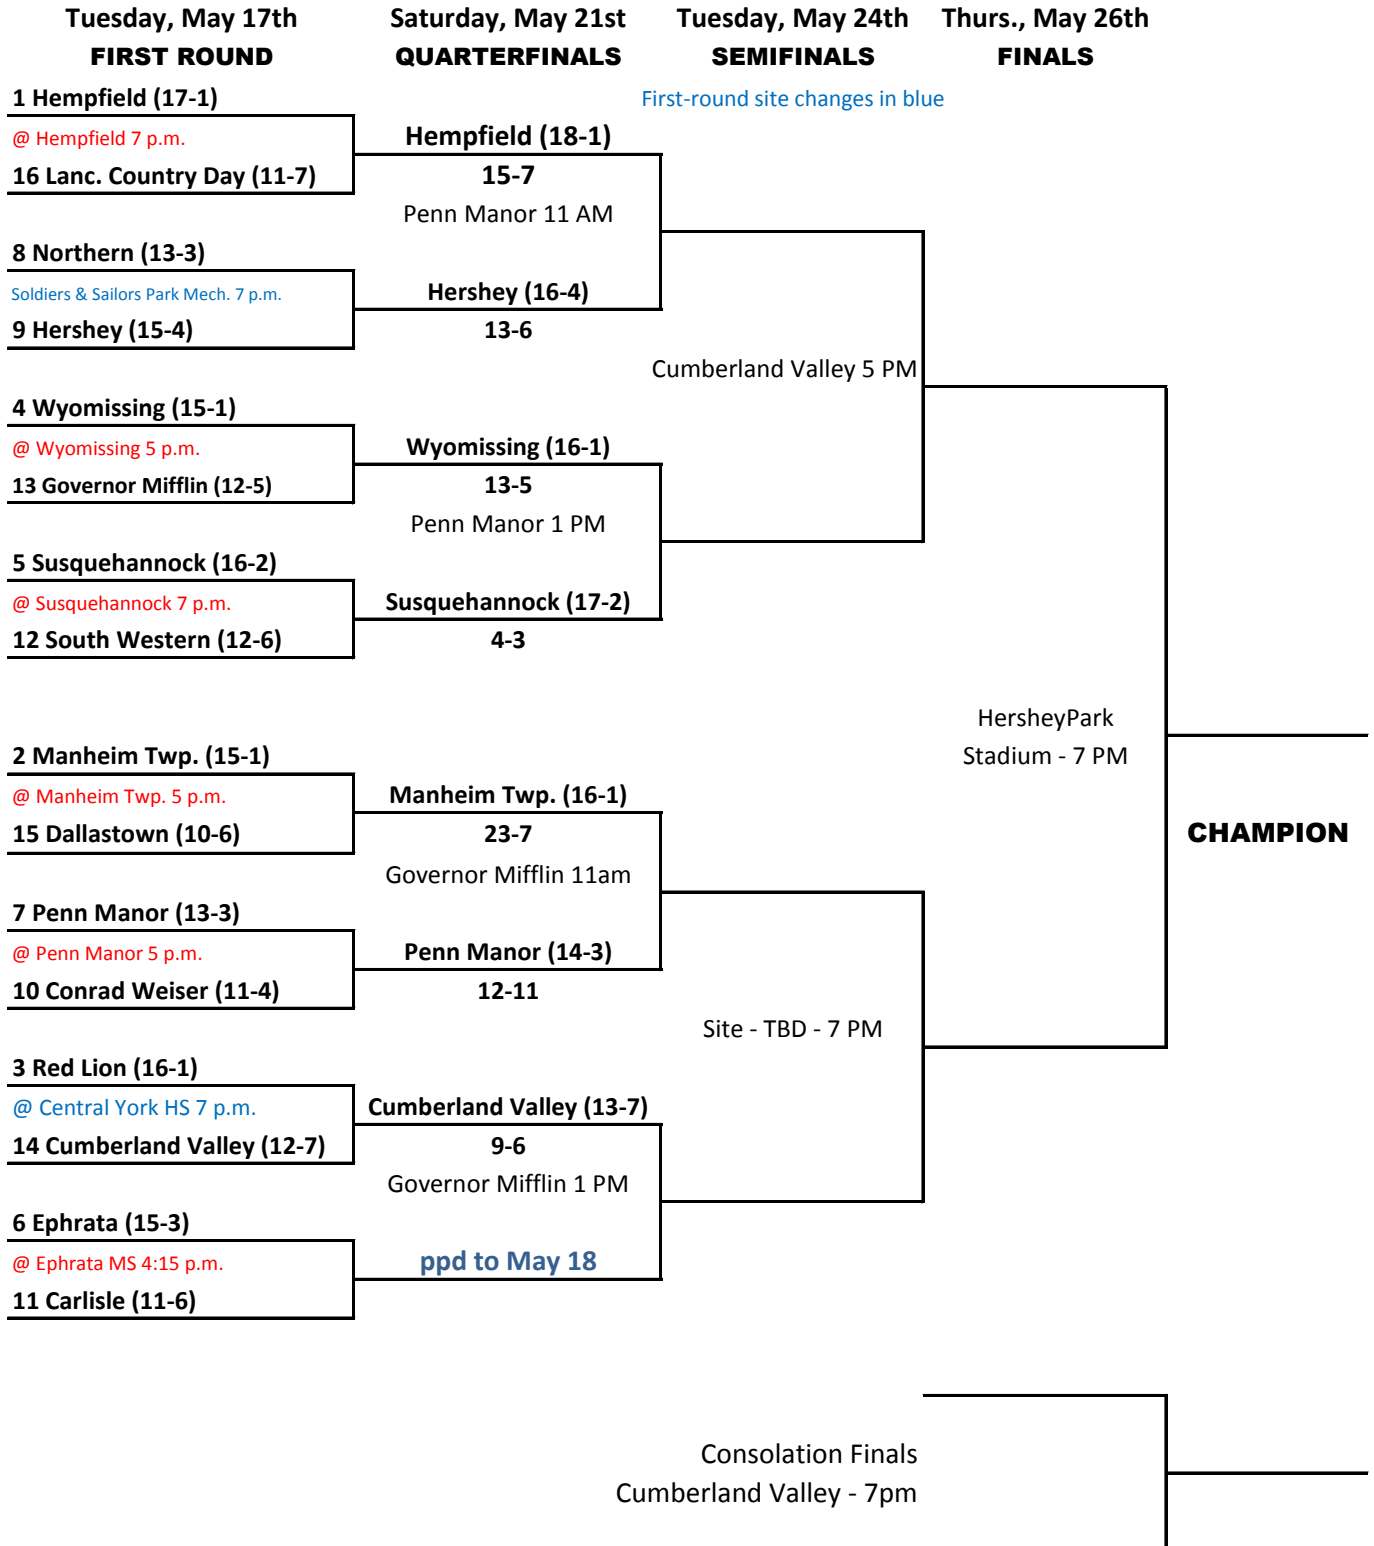 Tuesday, May 17th
FIRST ROUND
Saturday, May 21st
QUARTERFINALS
Tuesday, May 24th
SEMIFINALS
Thurs., May 26th
FINALS
First-round site changes in blue
1 Hempfield (17-1)
@ Hempfield 7 p.m.
16 Lanc. Country Day (11-7)
Hempfield (18-1)
15-7
Penn Manor 11 AM
8 Northern (13-3)
Soldiers & Sailors Park Mech. 7 p.m.
9 Hershey (15-4)
Hershey (16-4)
13-6
Cumberland Valley 5 PM
4 Wyomissing (15-1)
@ Wyomissing 5 p.m.
13 Governor Mifflin (12-5)
Wyomissing (16-1)
13-5
Penn Manor 1 PM
5 Susquehannock (16-2)
@ Susquehannock 7 p.m.
12 South Western (12-6)
Susquehannock (17-2)
4-3
HersheyPark
Stadium - 7 PM
CHAMPION
2 Manheim Twp. (15-1)
@ Manheim Twp. 5 p.m.
15 Dallastown (10-6)
Manheim Twp. (16-1)
23-7
Governor Mifflin 11am
7 Penn Manor (13-3)
@ Penn Manor 5 p.m.
10 Conrad Weiser (11-4)
Penn Manor (14-3)
12-11
Site - TBD - 7 PM
3 Red Lion (16-1)
@ Central York HS 7 p.m.
14 Cumberland Valley (12-7)
Cumberland Valley (13-7)
9-6
Governor Mifflin 1 PM
6 Ephrata (15-3)
@ Ephrata MS 4:15 p.m.
11 Carlisle (11-6)
ppd to May 18
Consolation Finals
Cumberland Valley - 7pm